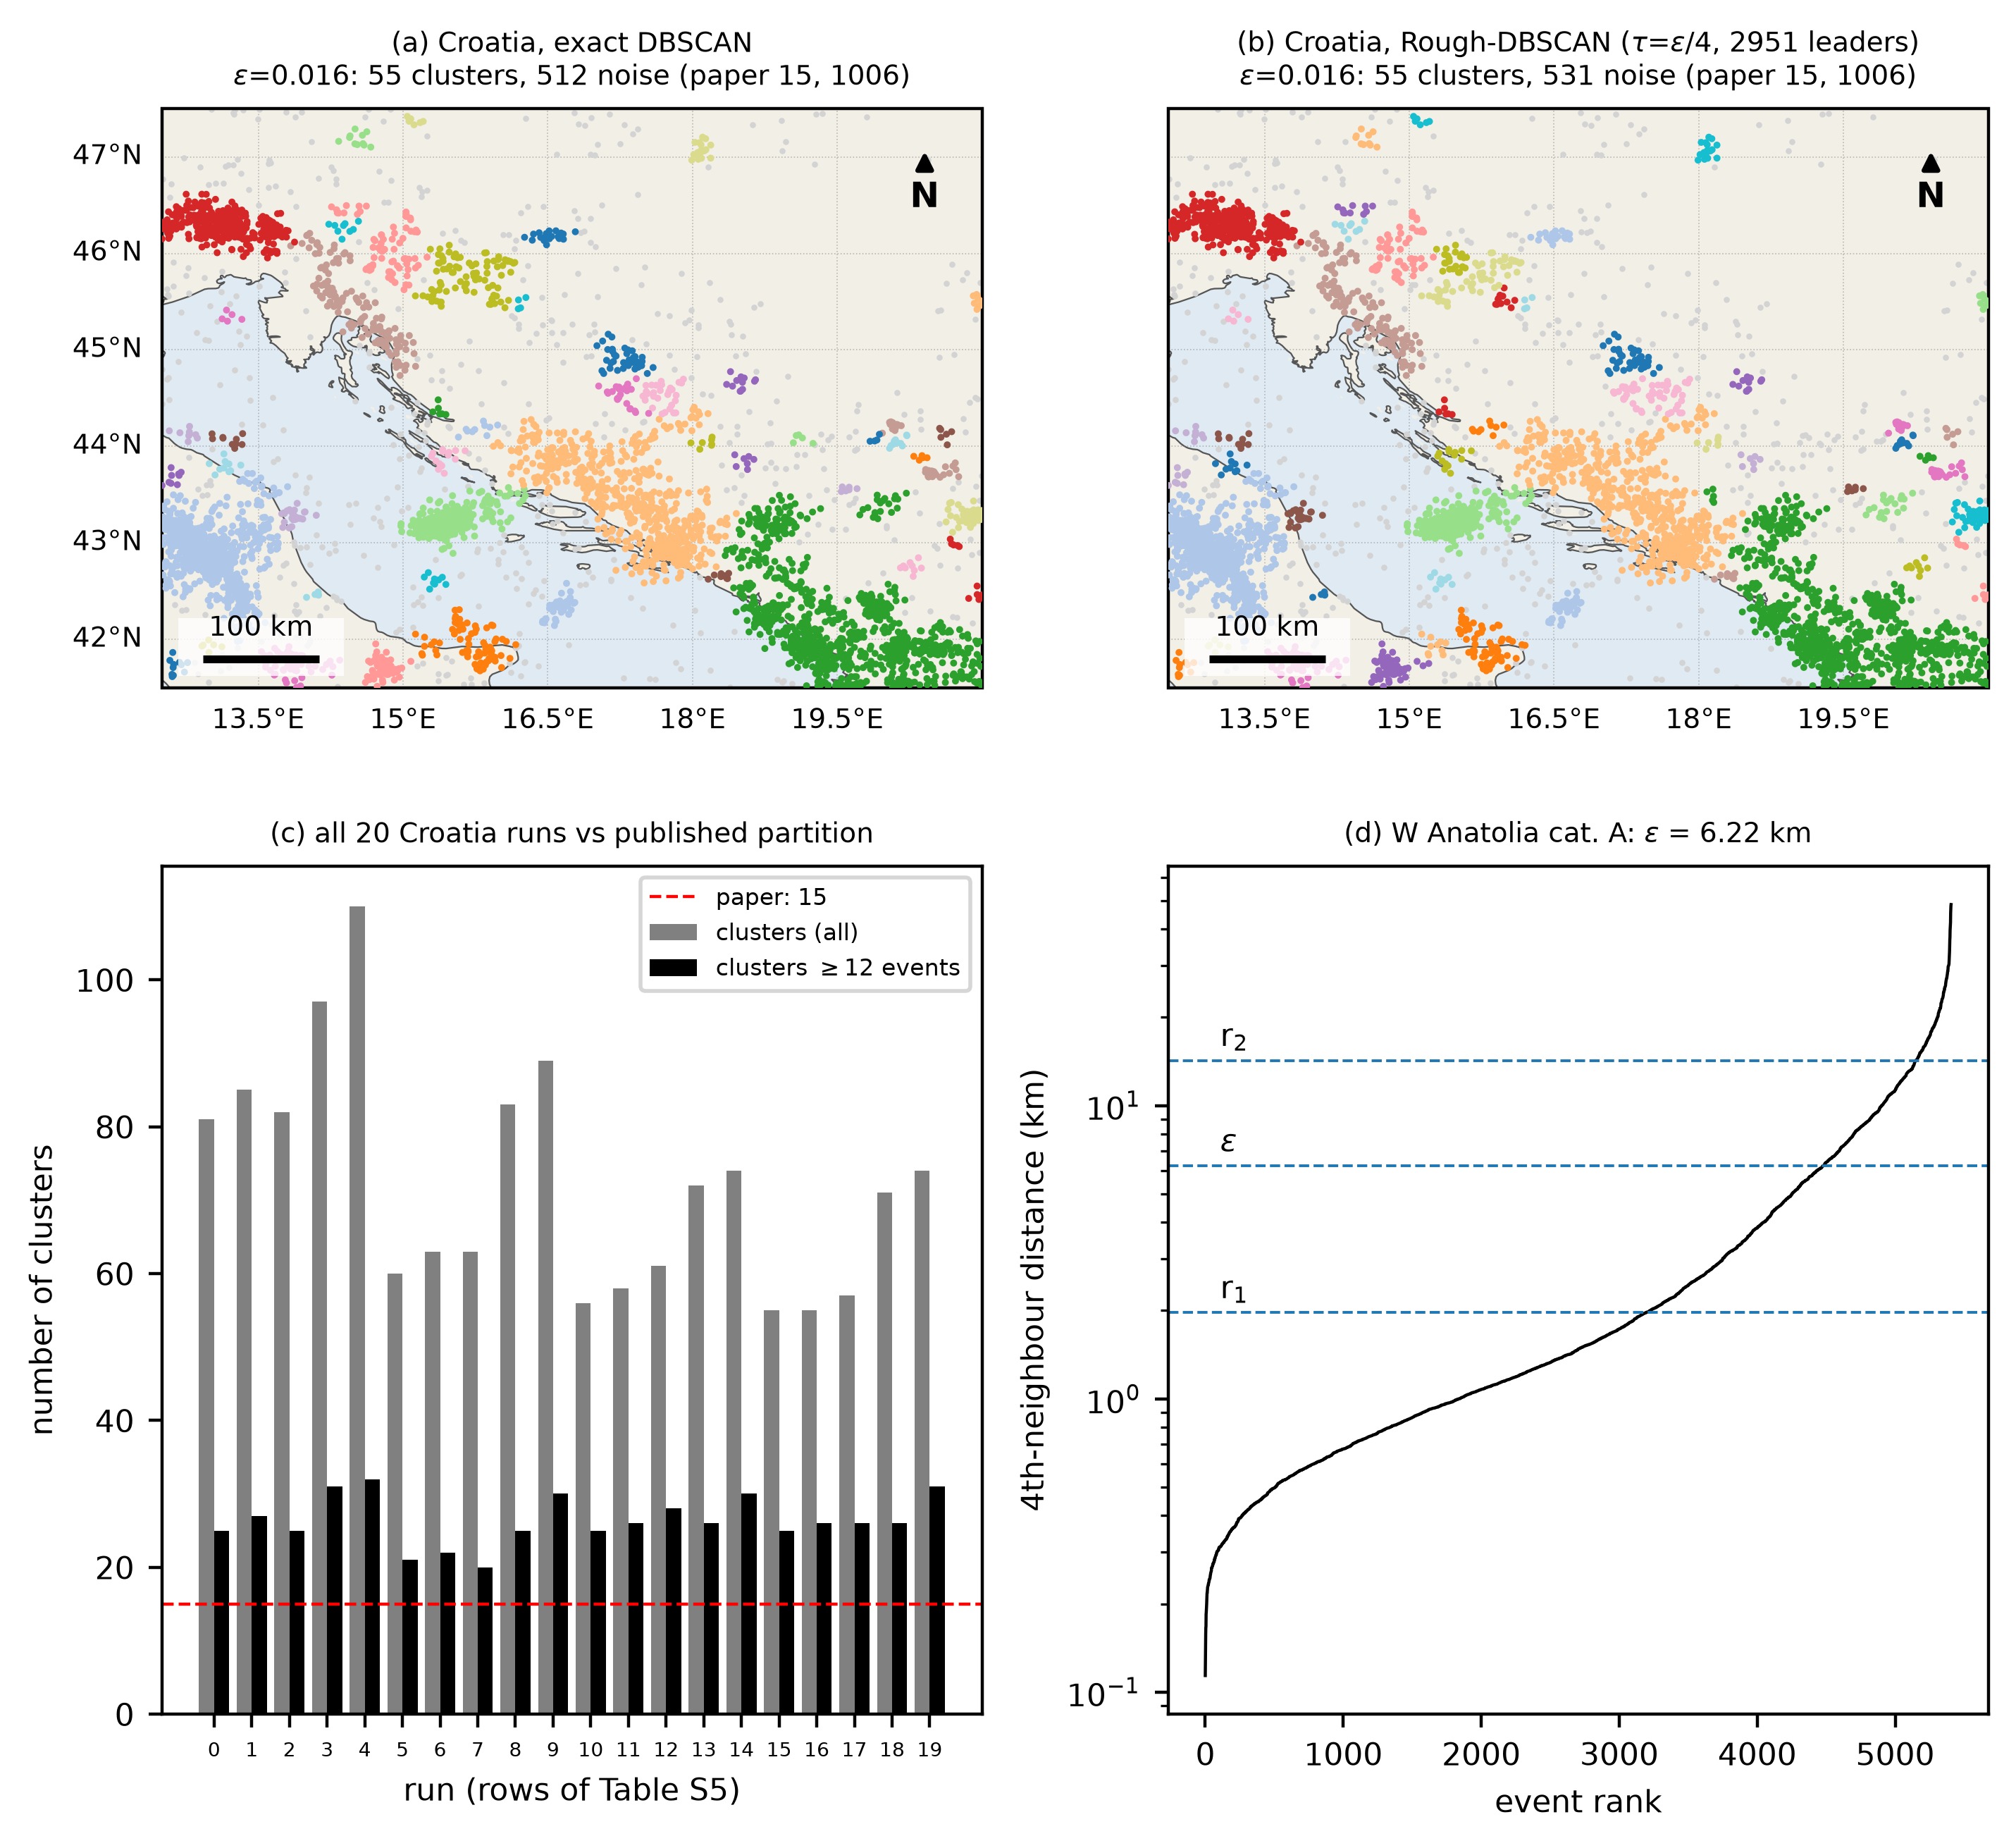 (a) Croatia, exact DBSCAN
ε=0.016: 55 clusters, 512 noise (paper 15, 1006)
47°N
46°N
45°N
44°N
43°N
42°N
N
100 km
13.5°E 15°E 16.5°E 18°E 19.5°E
(b) Croatia, Rough-DBSCAN (τ=ε/4, 2951 leaders)
ε=0.016: 55 clusters, 531 noise (paper 15, 1006)
N
100 km
13.5°E 15°E 16.5°E 18°E 19.5°E
(c) all 20 Croatia runs vs published partition
paper: 15
clusters (all)
clusters ≥12 events
number of clusters
100
80
60
40
20
0
0 1 2 3 4 5 6 7 8 9 10 11 12 13 14 15 16 17 18 19
run (rows of Table S5)
(d) W Anatolia cat. A: ε = 6.22 km
4th-neighbour distance (km)
r₂
10¹
ε
r₁
10⁰
10⁻¹
0 1000 2000 3000 4000 5000
event rank